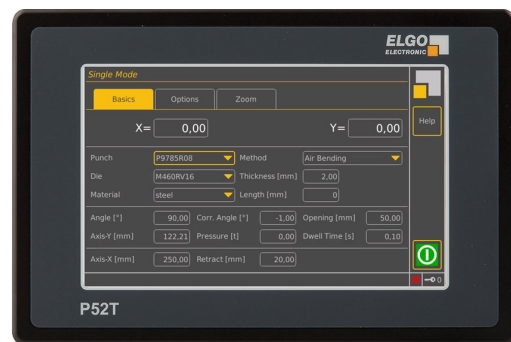 ELGO
ELECTRONIC
Single Mode
Basics Options Zoom
X= 0,00 Y= 0,00 Help
Punch P9785R08 Method Air Bending
Die M460RV16 Thickness [mm] 2,00
Material steel Length [mm] 0
Angle [°] 90,00 Corr. Angle [°] -1,00 Opening [mm] 50,00
Axis-Y [mm] 122,21 Pressure [t] 0,00 Dwell Time [s] 0,10
Axis-X [mm] 250,00 Retract [mm] 20,00
0
P52T